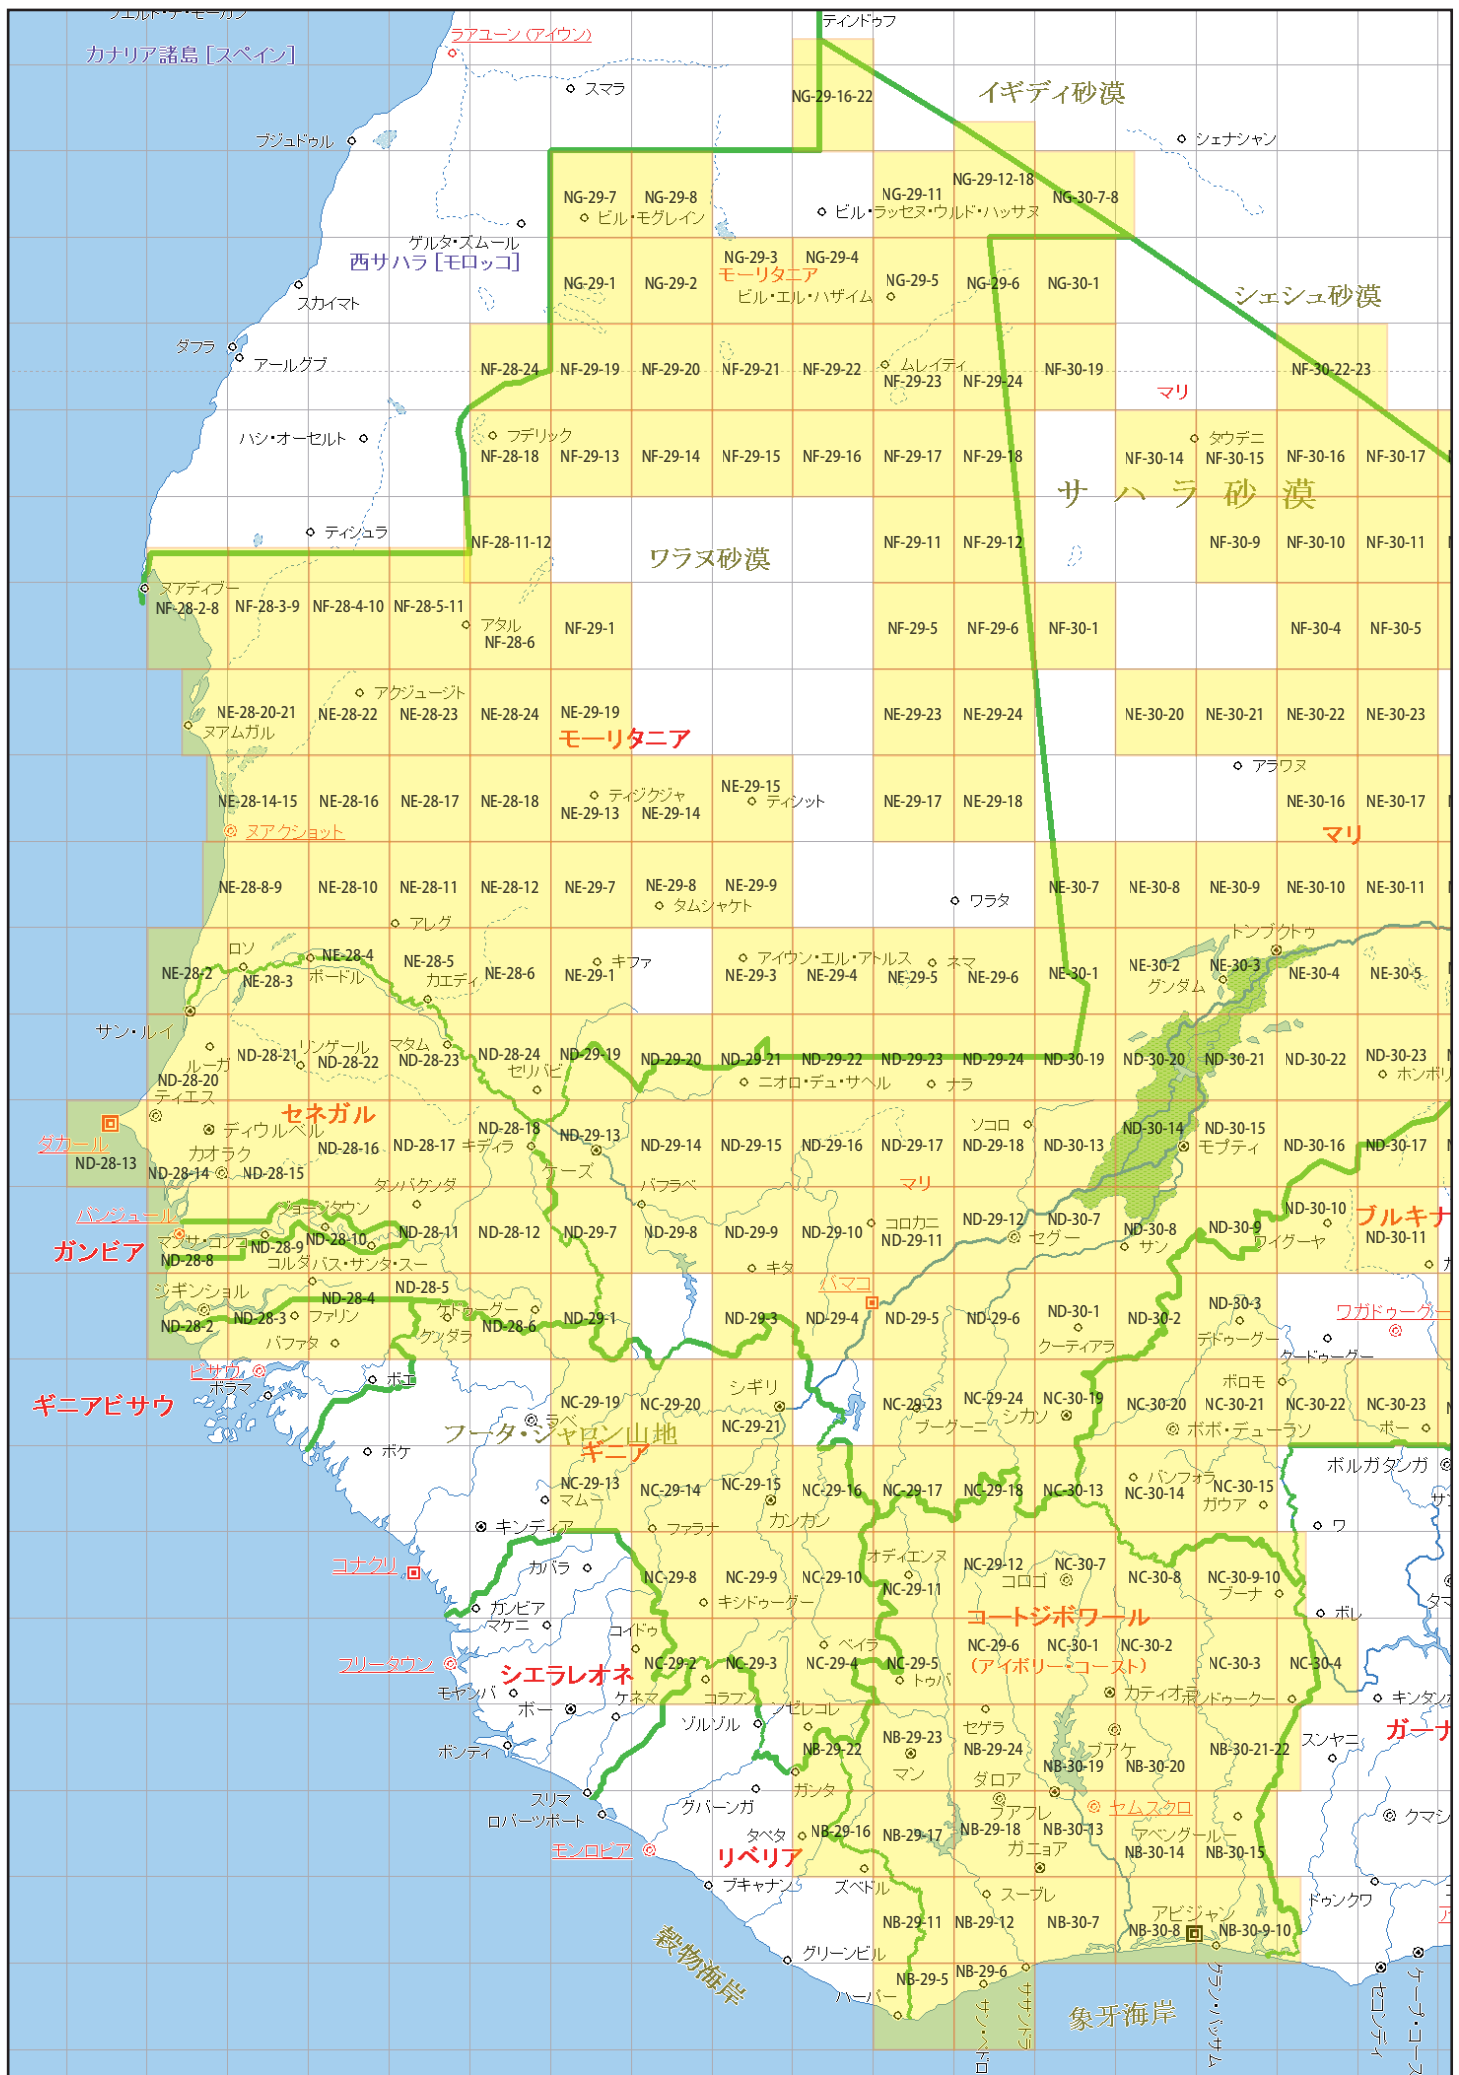 ティンドゥフ
カナリア諸島 [スペイン]
ラアユーン (アイウン)
スマラ
NG-29-16-22
イギディ砂漠
ブジュドゥル
シェナシャン
NG-29-7 NG-29-8 NG-29-11 NG-29-12-18 NG-30-7-8
ビル・モグレイン
ビル・ラッセヌ・ウルド・ハッサヌ
ゲルタ・ズムール
西サハラ [モロッコ]
NG-29-3 NG-29-4
モーリタニア
NG-29-1 NG-29-2 NG-29-5 NG-29-6 NG-30-1
ビル・エル・ハザイム
スカイマト
シェシュ砂漠
ダフラ
アールグブ
ムレイティ
NF-28-24 NF-29-19 NF-29-20 NF-29-21 NF-29-22 NF-29-23 NF-29-24 NF-30-19 NF-30-22-23
マリ
ハシ・オーセルト
フデリック
タウデニ
NF-28-18 NF-29-13 NF-29-14 NF-29-15 NF-29-16 NF-29-17 NF-29-18 NF-30-14 NF-30-15 NF-30-16 NF-30-17
サハラ砂漠
ティシュラ
NF-28-11-12 NF-29-11 NF-29-12 NF-30-9 NF-30-10 NF-30-11
ワラヌ砂漠
ヌアディブー
NF-28-2-8 NF-28-3-9 NF-28-4-10 NF-28-5-11
アタル
NF-28-6 NF-29-1 NF-29-5 NF-29-6 NF-30-1 NF-30-4 NF-30-5
アクジュージト
NE-28-20-21 NE-28-22 NE-28-23 NE-28-24 NE-29-19 NE-29-23 NE-29-24 NE-30-20 NE-30-21 NE-30-22 NE-30-23
ヌアムガル
モーリタニア
アラワヌ
NE-28-14-15 NE-28-16 NE-28-17 NE-28-18 NE-29-13 NE-29-14 NE-29-15 NE-29-17 NE-29-18 NE-30-16 NE-30-17
ティジクジャ
ティシット
ヌアクショット
マリ
NE-28-8-9 NE-28-10 NE-28-11 NE-28-12 NE-29-7 NE-29-8 NE-29-9 NE-30-7 NE-30-8 NE-30-9 NE-30-10 NE-30-11
タムシャケト
ワラタ
アレグ
トンブクトゥ
ロソ
NE-28-2 NE-28-3 NE-28-4 NE-28-5 NE-28-6 NE-29-1 NE-29-3 NE-29-4 NE-29-5 NE-29-6 NE-30-1 NE-30-2 NE-30-3 NE-30-4 NE-30-5
ボードル
カエディ
キファ
アイウン・エル・アトルス
ネマ
グンダム
サン・ルイ
ルーガ
リンゲール
マタム
セリバビ
ND-28-20 ND-28-21 ND-28-22 ND-28-23 ND-28-24 ND-29-19 ND-29-20 ND-29-21 ND-29-22 ND-29-23 ND-29-24 ND-30-19 ND-30-20 ND-30-21 ND-30-22 ND-30-23
ニオロ・デュ・サヘル
ナラ
ホンボリ
ティエス
セネガル
ダカール
ディウルベル
カオラク
キディラ
ケーズ
ソコロ
モプティ
ND-28-13 ND-28-14 ND-28-15 ND-28-16 ND-28-17 ND-28-18 ND-29-13 ND-29-14 ND-29-15 ND-29-16 ND-29-17 ND-29-18 ND-30-13 ND-30-14 ND-30-15 ND-30-16 ND-30-17
タンバクンダ
バフラベ
マリ
バンジュール
ジョージタウン
ガンビア
マンサ・コンコ
コロカニ
セグー
サン
ワイグーヤ
ブルキナ
ND-28-8 ND-28-9 ND-28-10 ND-28-11 ND-28-12 ND-29-7 ND-29-8 ND-29-9 ND-29-10 ND-29-11 ND-29-12 ND-30-7 ND-30-8 ND-30-9 ND-30-10 ND-30-11
コルダ
バス・サンタ・スー
キタ
バマコ
ジギンショル
ファリン
バファタ
クンダラ
ケドゥーグー
クーティアラ
デドゥーグー
ワガドゥーグー
クードゥーグー
ND-28-2 ND-28-3 ND-28-4 ND-28-5 ND-28-6 ND-29-1 ND-29-3 ND-29-4 ND-29-5 ND-29-6 ND-30-1 ND-30-2 ND-30-3
ビサウ
ボラマ
ボエ
ギニアビサウ
シギリ
ブーグーニ
シカソ
ボロモ
ボボ・デューラソ
ポー
NC-29-19 NC-29-20 NC-29-21 NC-29-23 NC-29-24 NC-30-19 NC-30-20 NC-30-21 NC-30-22 NC-30-23
ラベ
フータ・ジャロン山地
ギニア
ボケ
ボルガタンガ
NC-29-13 NC-29-14 NC-29-15 NC-29-16 NC-29-17 NC-29-18 NC-30-13 NC-30-14 NC-30-15
マムー
カンカン
バンフォラ
ガウア
キンディア
ファラナ
ワ
コナクリ
カバラ
オディエンヌ
コロゴ
ブーナ
NC-29-8 NC-29-9 NC-29-10 NC-29-11 NC-29-12 NC-30-7 NC-30-8 NC-30-9-10
キシドゥーグー
カンビア
マケニ
コートジボワール
(アイボリー・コースト)
ボレ
コイドゥ
ベイラ
フリータウン
シエラレオネ
NC-29-2 NC-29-3 NC-29-4 NC-29-5 NC-29-6 NC-30-1 NC-30-2 NC-30-3 NC-30-4
トゥバ
モヤンバ
ボー
ケネマ
コラフン
ンゼレコレ
カティオラ
ボンドゥークー
キンタンポ
ゾルゾル
ガーナ
ボンティ
セゲラ
ブアケ
スンヤニ
NB-29-22 NB-29-23 NB-29-24 NB-30-19 NB-30-20 NB-30-21-22
マン
ガンタ
ダロア
スリマ
ロバーツポート
グバーンガ
ブアフレ
ヤムスクロ
クマシ
モンロビア
タペタ
リベリア
アベングールー
ガニョア
NB-29-16 NB-29-17 NB-29-18 NB-30-13 NB-30-14 NB-30-15
ブキャナン
ズベドル
スーブレ
ドゥンクワ
アビジャン
NB-29-11 NB-29-12 NB-30-7 NB-30-8 NB-30-9-10
穀物海岸
グリーンビル
ハーパー
NB-29-5 NB-29-6
サン・ペドロ
ササンドラ
象牙海岸
グラン・バッサム
セコンディ
ケープ・コース